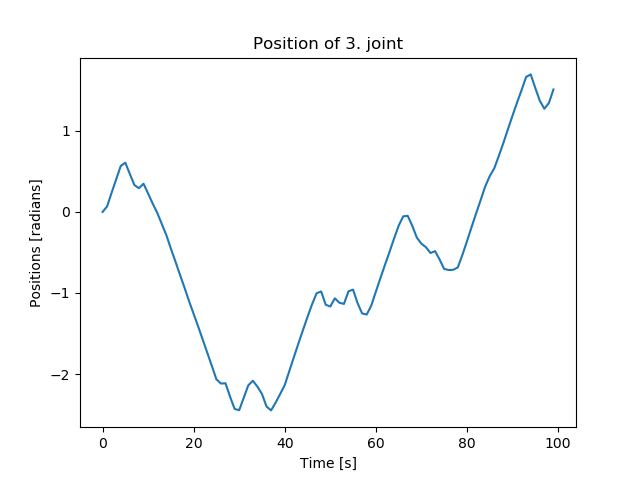 Position of 3. joint
Positions [radians]
1
0
−1
−2
0 20 40 60 80 100
Time [s]